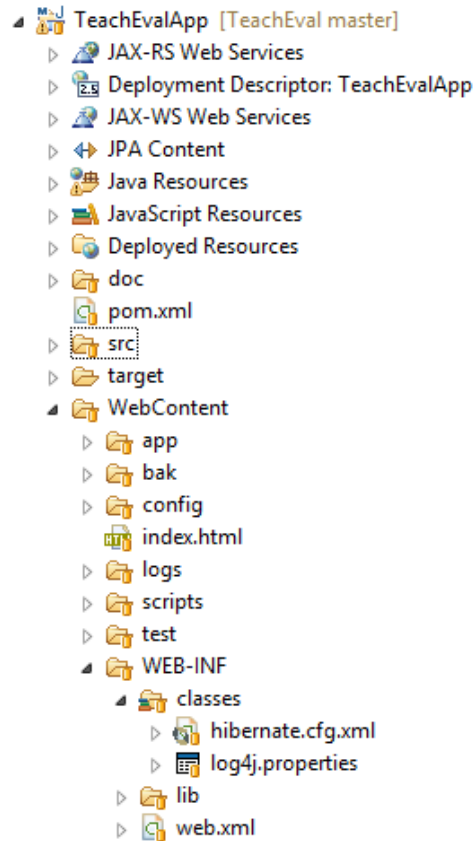 TeachEvalApp [TeachEval master]
JAX-RS Web Services
Deployment Descriptor: TeachEvalApp
JAX-WS Web Services
JPA Content
Java Resources
JavaScript Resources
Deployed Resources
doc
pom.xml
src
target
WebContent
app
bak
config
index.html
logs
scripts
test
WEB-INF
classes
hibernate.cfg.xml
log4j.properties
lib
web.xml